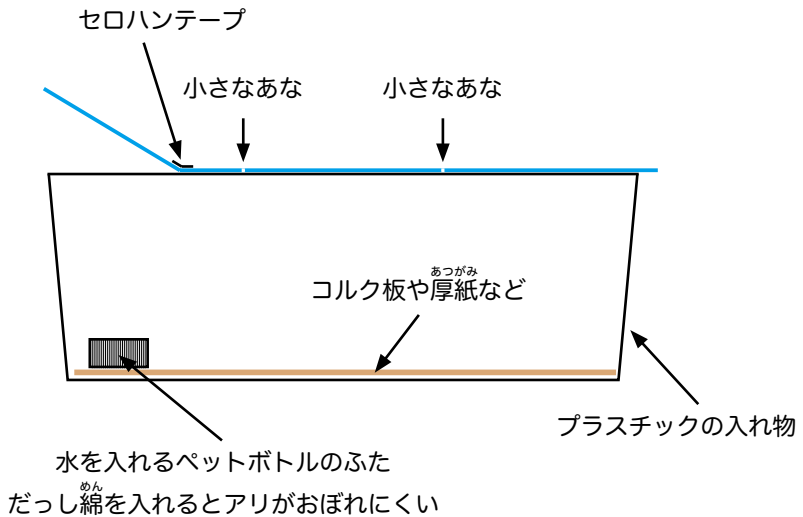 セロハンテープ
小さなあな
小さなあな
コルク板や厚紙など
あつがみ
プラスチックの入れ物
水を入れるペットボトルのふた
だっし綿を入れるとアリがおぼれにくい
めん